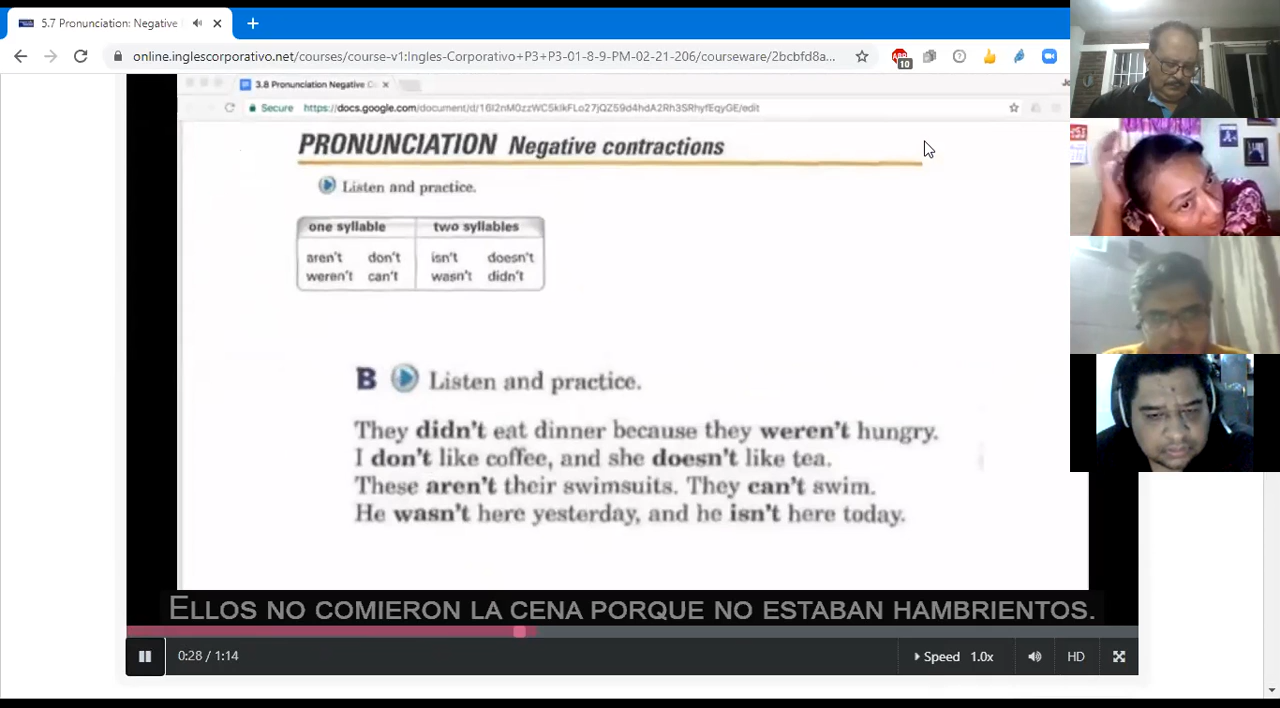 5.7 Pronunciation: Negative
online.inglescorporativo.net/courses/course-v1:Ingles-Corporativo+P3+P301-8-9-PM-02-21-206/courseware/2bcbfd8a...
10
3.8 Pronunciation Negative
Secure https://docs.google.com/document/d/16I2nM0zzWC5kIkFLo27jQZ59d4hdA2Rh3SRhyfEqyGE/edit
PRONUNCIATION Negative contractions
Listen and practice.
one syllable two syllables
aren't don't isn't doesn't
weren't can't wasn't didn't
B Listen and practice.
They didn't eat dinner because they weren't hungry.
I don't like coffee, and she doesn't like tea.
These aren't their swimsuits. They can't swim.
He wasn't here yesterday, and he isn't here today.
ELLOS NO COMIERON LA CENA PORQUE NO ESTABAN HAMBRIENTOS.
0:28 / 1:14 Speed 1.0x HD